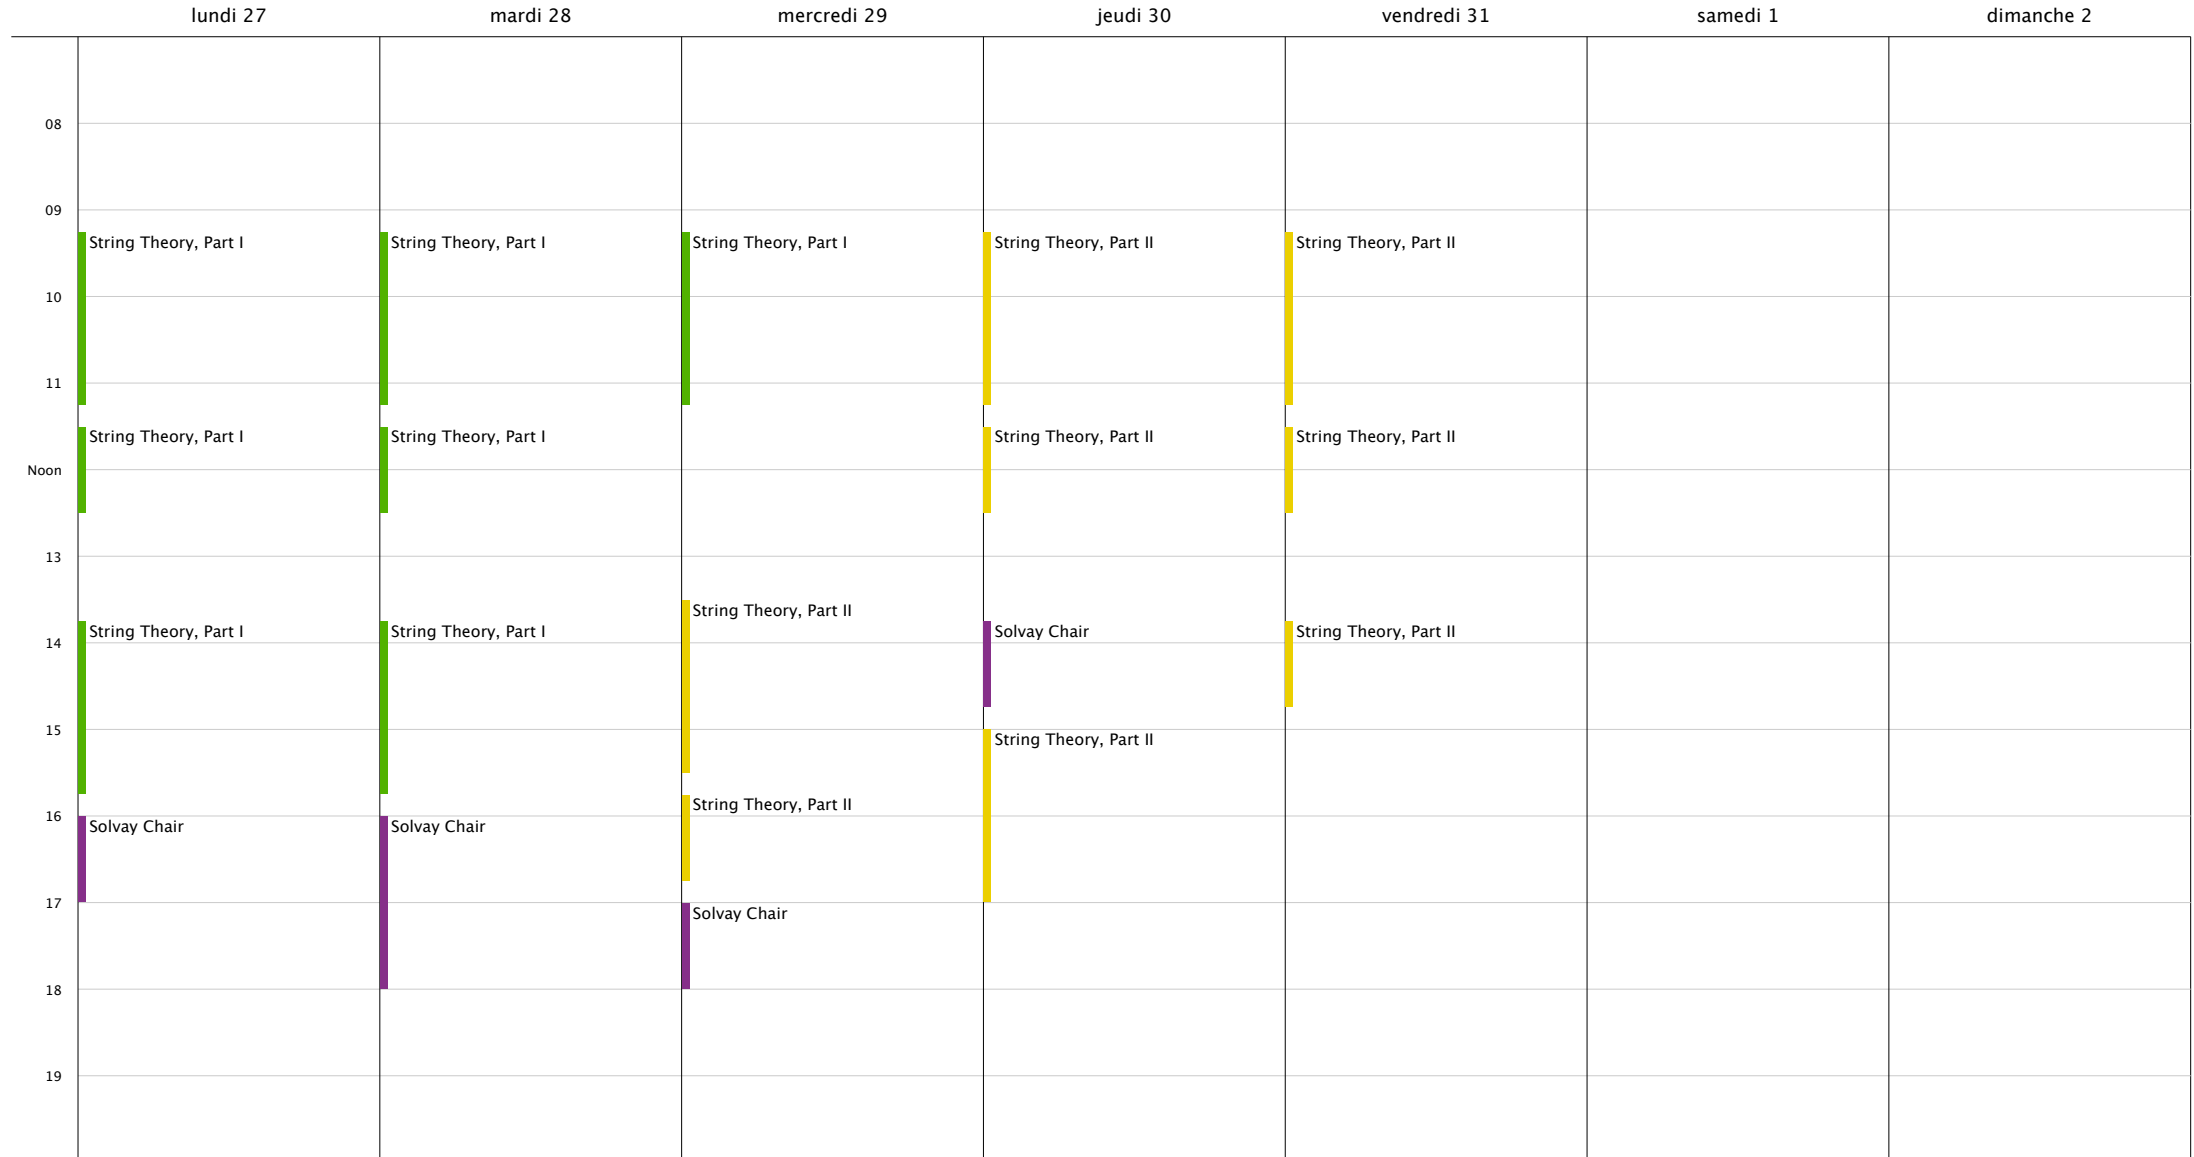 lundi 27 mardi 28 mercredi 29 jeudi 30 vendredi 31 samedi 1 dimanche 2
08
09
String Theory, Part I String Theory, Part I String Theory, Part I String Theory, Part II String Theory, Part II
10
11
String Theory, Part I String Theory, Part I String Theory, Part II String Theory, Part II
Noon
13
String Theory, Part II
String Theory, Part I String Theory, Part I Solvay Chair String Theory, Part II
14
15
String Theory, Part II
String Theory, Part II
16
Solvay Chair Solvay Chair
17
Solvay Chair
18
19